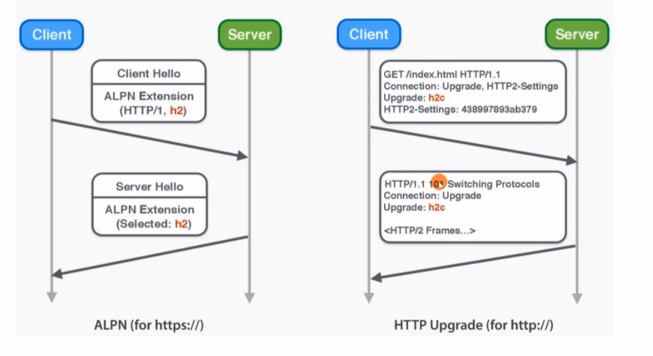 Client
Server
Client Hello
ALPN Extension
(HTTP/1, h2)
Server Hello
ALPN Extension
(Selected: h2)
ALPN (for https://)
Client
Server
GET /index.html HTTP/1.1
Connection: Upgrade, HTTP2-Settings
Upgrade: h2c
HTTP2-Settings: 438997893ab379
HTTP/1.1 101 Switching Protocols
Connection: Upgrade
Upgrade: h2c
<HTTP/2 Frames...>
HTTP Upgrade (for http://)